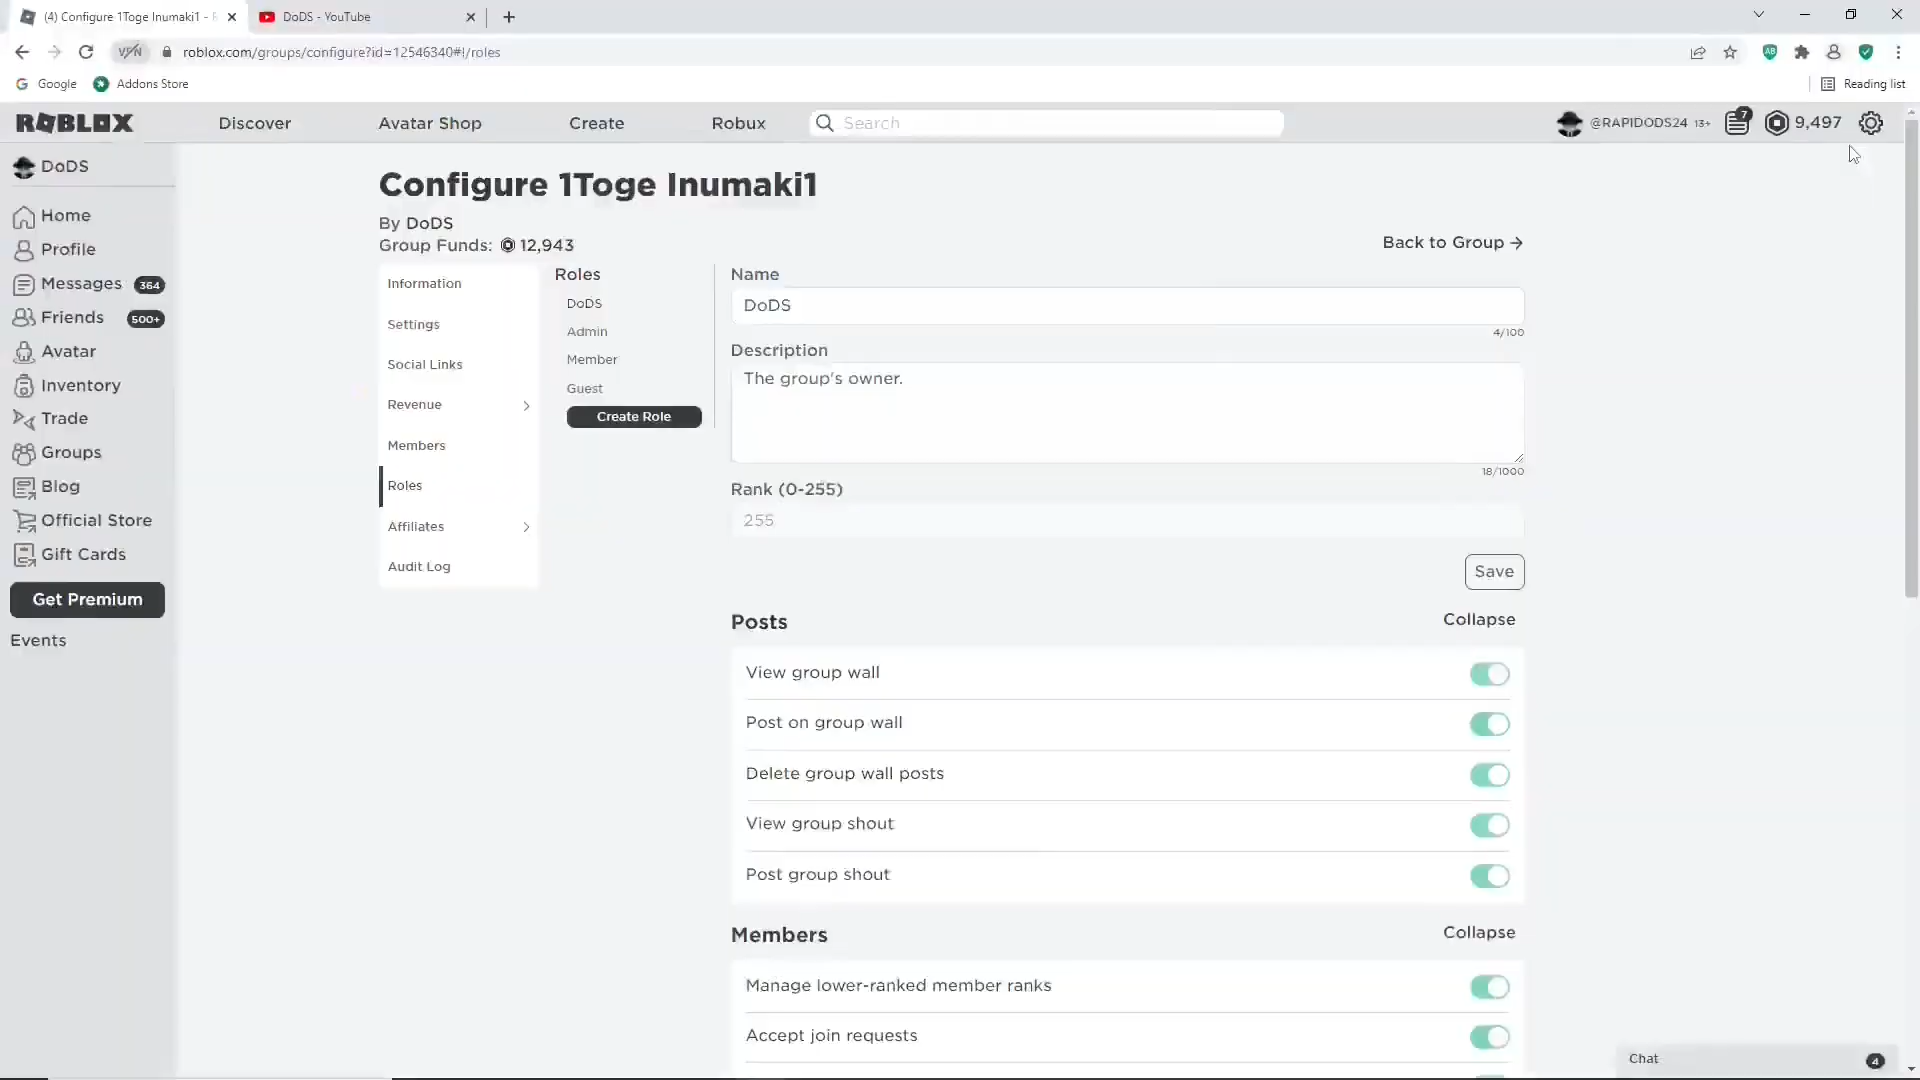 (4) Configure 1Toge Inumaki1 -
DoDS - YouTube
VPN
roblox.com/groups/configure?id=12546340#!/roles
Google
Addons Store
Reading list
ROBLOX
Discover
Avatar Shop
Create
Robux
Search
@RAPIDODS24 13+
7
9,497
DoDS
Home
Profile
Messages 364
Friends 500+
Avatar
Inventory
Trade
Groups
Blog
Official Store
Gift Cards
Get Premium
Events
Configure 1Toge Inumaki1
By DoDS
Group Funds: 12,943
Back to Group →
Information
Settings
Social Links
Revenue
Members
Roles
Affiliates
Audit Log
Roles
DoDS
Admin
Member
Guest
Create Role
Name
DoDS
4/100
Description
The group's owner.
18/1000
Rank (0-255)
255
Save
Posts
Collapse
View group wall
Post on group wall
Delete group wall posts
View group shout
Post group shout
Members
Collapse
Manage lower-ranked member ranks
Accept join requests
Chat
4